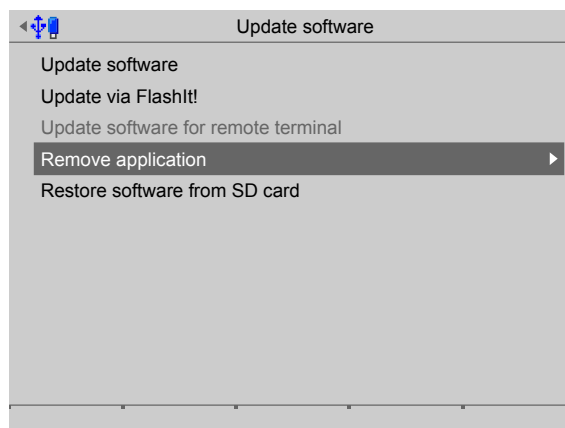 Update software
Update software
Update via FlashIt!
Update software for remote terminal
Remove application
Restore software from SD card